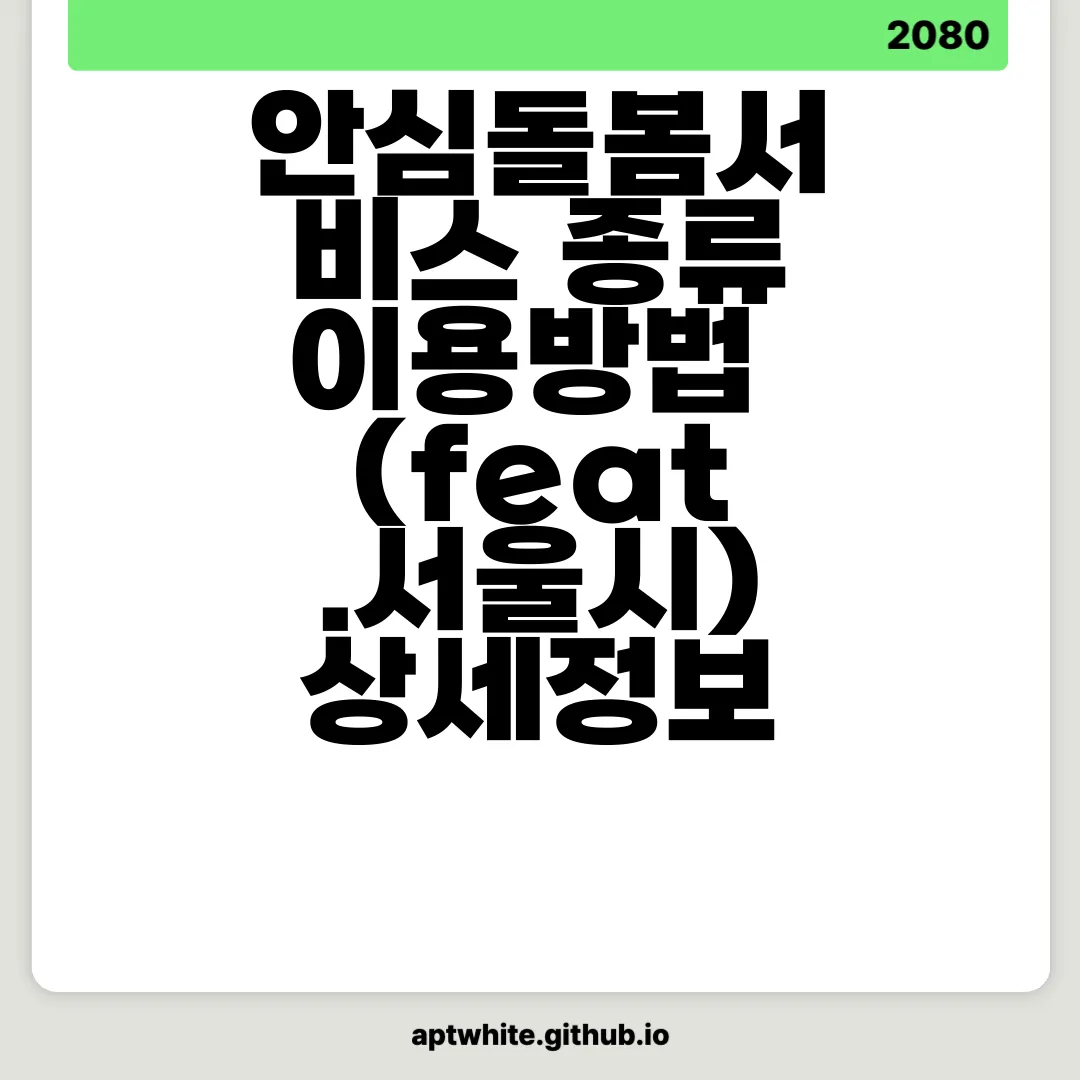 2080
안심돌봄서
비스 종류
이용방법
(feat
.서울시)
상세정보
aptwhite.github.io